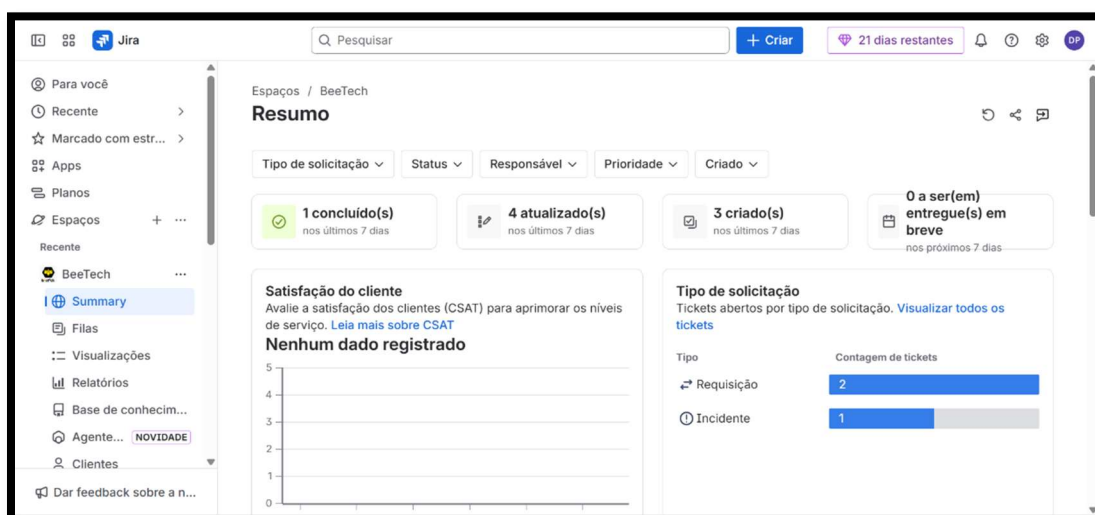 Jira
Pesquisar
+ Criar
21 dias restantes
DP
Para você
Recente
Marcado com estr...
Apps
Planos
Espaços
Recente
BeeTech
Summary
Filas
Visualizações
Relatórios
Base de conhecim...
Agente... NOVIDADE
Clientes
Dar feedback sobre a n...
Espaços / BeeTech
Resumo
Tipo de solicitação
Status
Responsável
Prioridade
Criado
1 concluído(s)
nos últimos 7 dias
4 atualizado(s)
nos últimos 7 dias
3 criado(s)
nos últimos 7 dias
0 a ser(em)
entregue(s) em
breve
nos próximos 7 dias
Satisfação do cliente
Avalie a satisfação dos clientes (CSAT) para aprimorar os níveis
de serviço. Leia mais sobre CSAT
Nenhum dado registrado
5
4
3
2
1
0
Tipo de solicitação
Tickets abertos por tipo de solicitação. Visualizar todos os
tickets
Tipo
Contagem de tickets
Requisição
2
Incidente
1